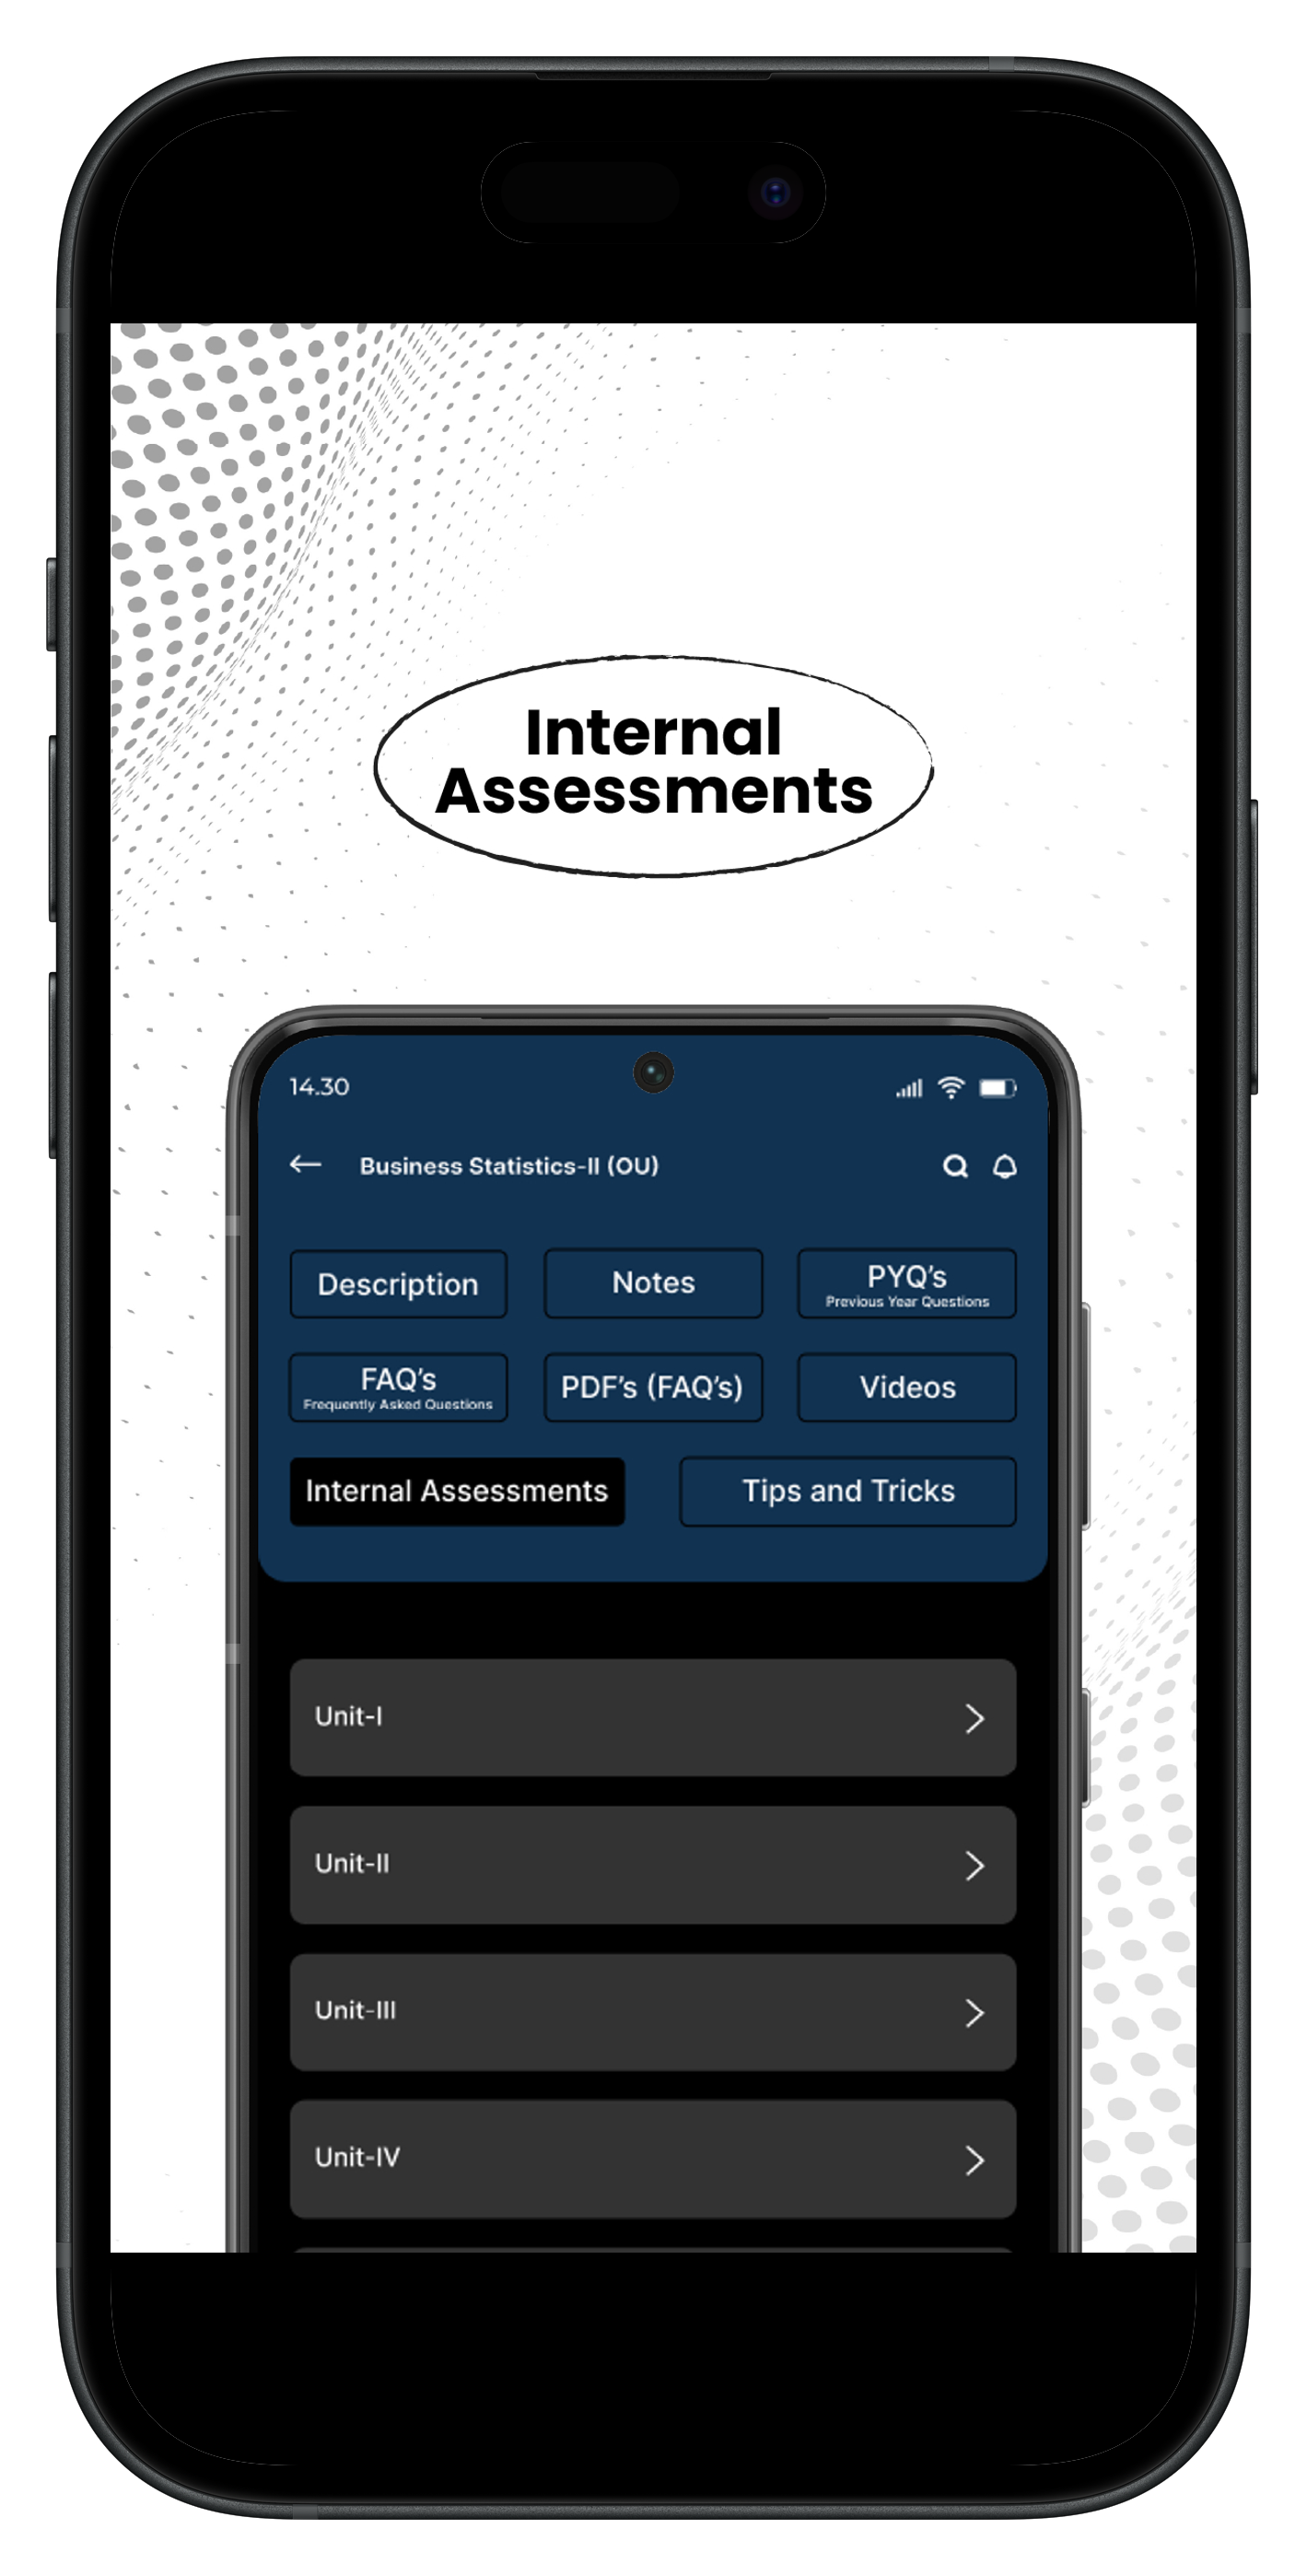 Internal
Assessments
14.30
Business Statistics-II (OU)
Description
Notes
PYQ's
Previous Year Questions
FAQ's
Frequently Asked Questions
PDF's (FAQ's)
Videos
Internal Assessments
Tips and Tricks
Unit-I
Unit-II
Unit-III
Unit-IV